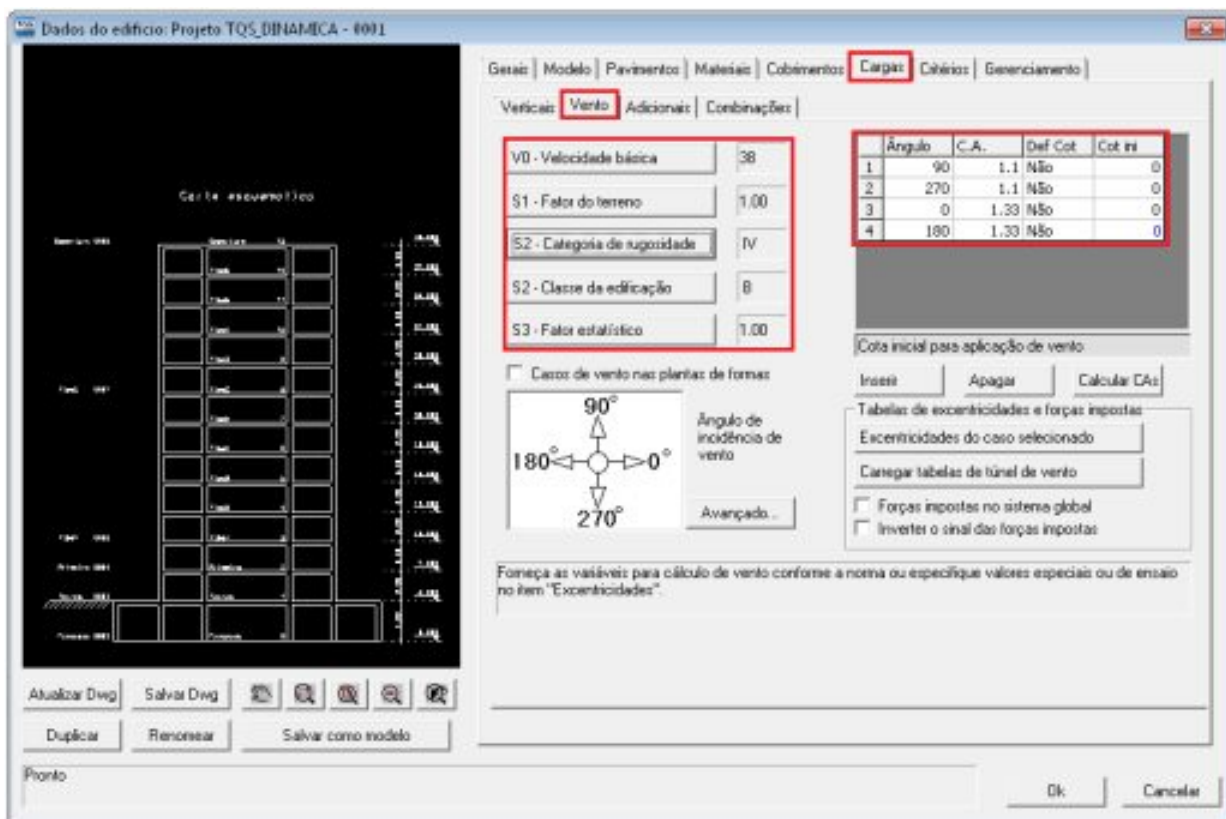 Dados do edifício: Projeto TQS_DINAMICA - 0001
Gerais | Modelo | Pavimentos | Materiais | Cobrimentos | Cargas | Critérios | Gerenciamento
Verticais | Vento | Adicionais | Combinações
V0 - Velocidade básica 38
S1 - Fator do terreno 1.00
S2 - Categoria de rugosidade IV
S2 - Classe da edificação B
S3 - Fator estatístico 1.00
Ângulo C.A. Def Cot Cot ini
1 90 1.1 Não 0
2 270 1.1 Não 0
3 0 1.33 Não 0
4 180 1.33 Não 0
Cota inicial para aplicação de vento
Inserir Apagar Calcular CAs
Casos de vento nas plantas de formas
90°
180° 0°
270°
Ângulo de
incidência de
vento
Avançado...
Tabelas de excentricidades e forças impostas
Excentricidades do caso selecionado
Carregar tabelas de túnel de vento
Forças impostas no sistema global
Inverter o sinal das forças impostas
Forneça as variáveis para cálculo de vento conforme a norma ou especifique valores especiais ou de ensaio
no item "Excentricidades".
Corte esquematico
Atualizar Dwg Salvar Dwg
Duplicar Renomear Salvar como modelo
Pronto
Ok Cancelar